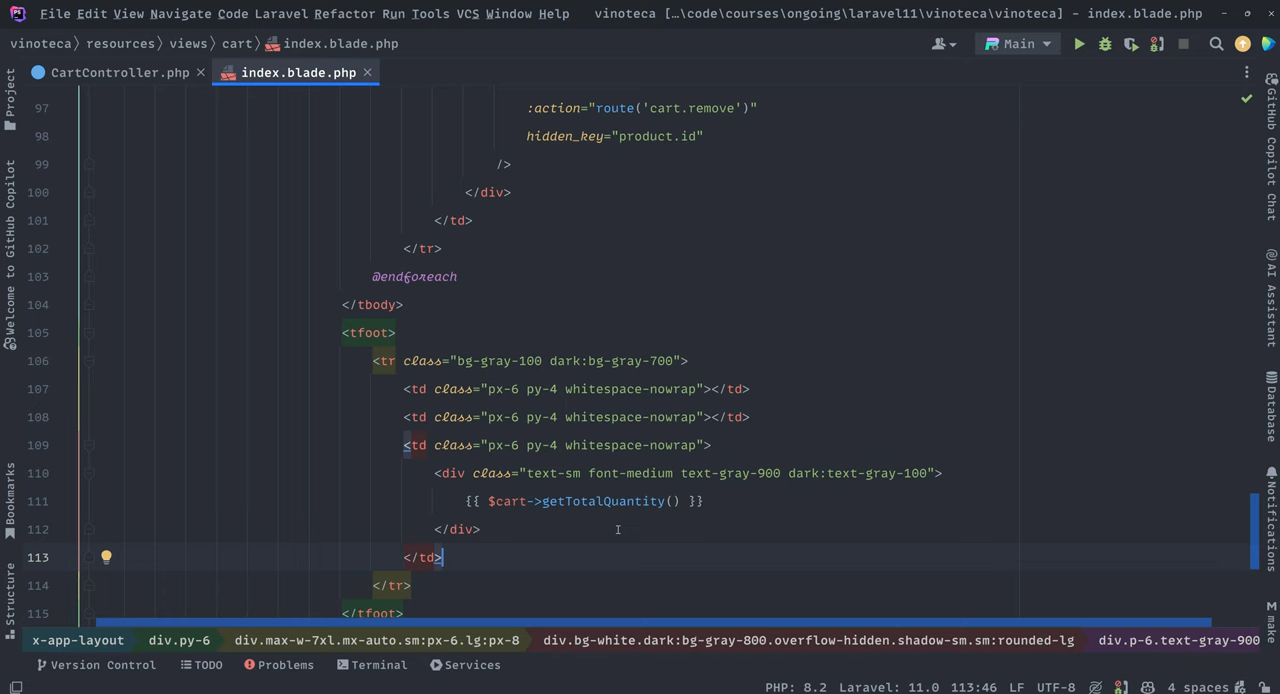 File Edit View Navigate Code Laravel Refactor Run Tools VCS Window Help vinoteca […\code\courses\ongoing\laravel11\vinoteca\vinoteca] - index.blade.php
vinoteca resources views cart index.blade.php Main
CartController.php index.blade.php
97 :action="route('cart.remove')"
98 hidden_key="product.id"
99 />
100 </div>
101 </td>
102 </tr>
103 @endforeach
104 </tbody>
105 <tfoot>
106 <tr class="bg-gray-100 dark:bg-gray-700">
107 <td class="px-6 py-4 whitespace-nowrap"></td>
108 <td class="px-6 py-4 whitespace-nowrap"></td>
109 <td class="px-6 py-4 whitespace-nowrap">
110 <div class="text-sm font-medium text-gray-900 dark:text-gray-100">
111 {{ $cart->getTotalQuantity() }}
112 </div>
113 </td>
114 </tr>
115 </tfoot>
Project
Welcome to GitHub Copilot
Bookmarks
Structure
GitHub Copilot Chat
AI Assistant
Database
Notifications
make
x-app-layout div.py-6 div.max-w-7xl.mx-auto.sm:px-6.lg:px-8 div.bg-white.dark:bg-gray-800.overflow-hidden.shadow-sm.sm:rounded-lg div.p-6.text-gray-900
Version Control TODO Problems Terminal Services
PHP: 8.2 Laravel: 11.0 113:46 LF UTF-8 4 spaces